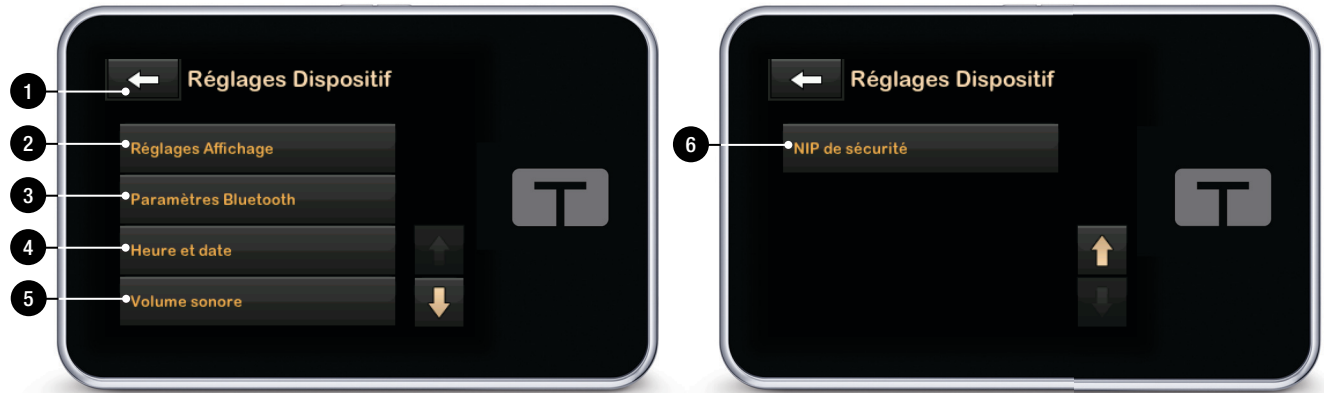 Réglages Dispositif
1
2
Réglages Affichage
3
Paramètres Bluetooth
4
Heure et date
5
Volume sonore
T
Réglages Dispositif
6
NIP de sécurité
T